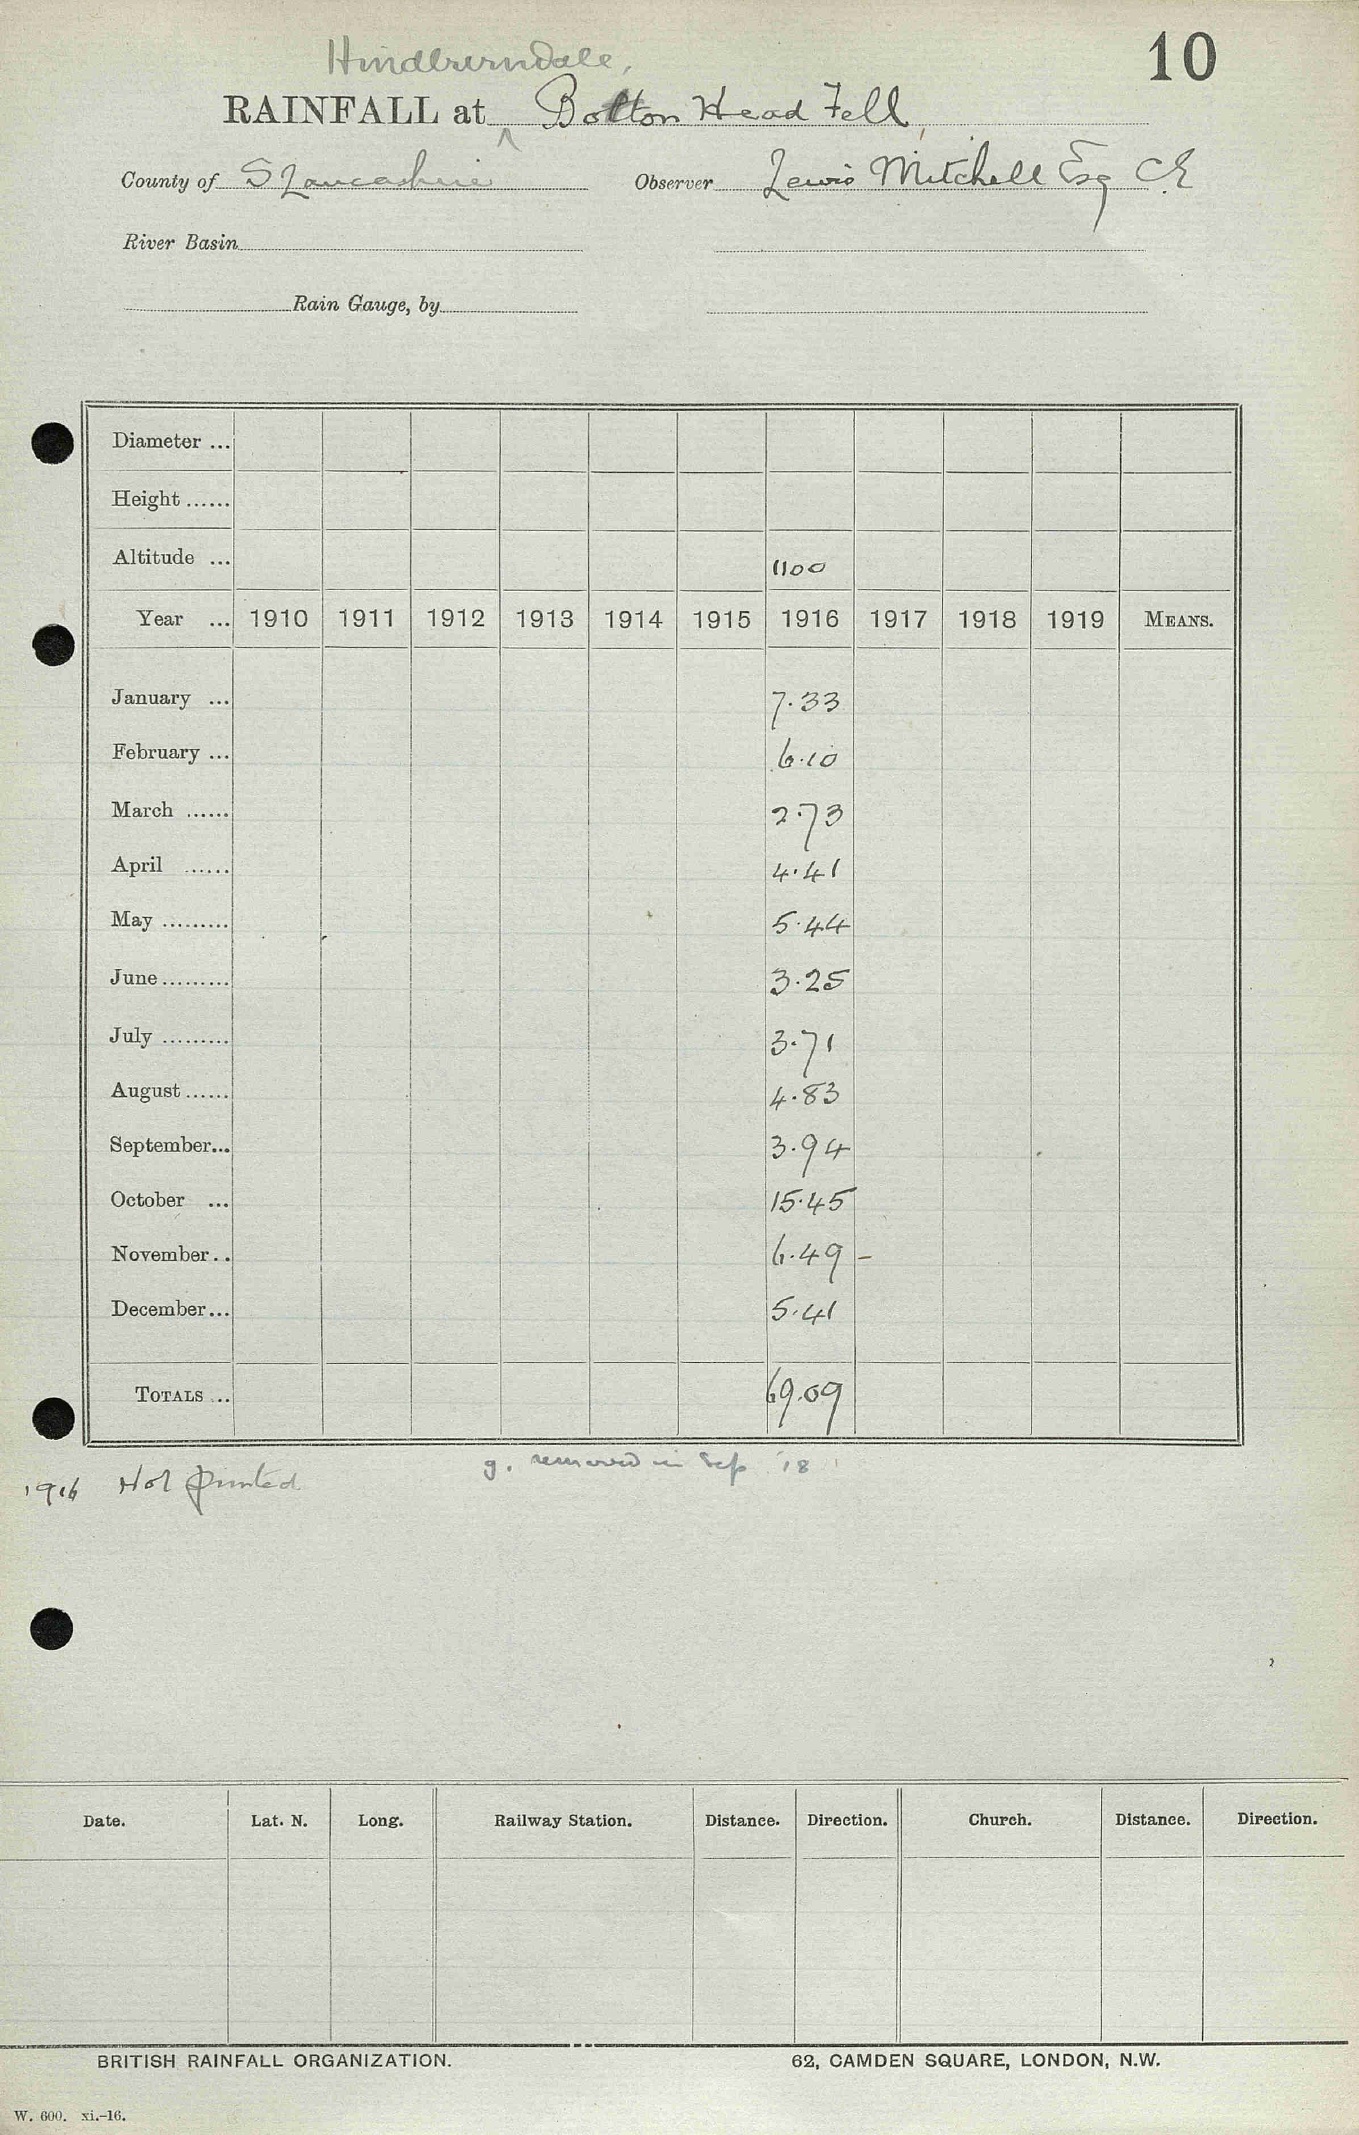 10
Hindburndale,
RAINFALL at Bolton Head Fell,
County of S Lancashire Observer Lewis Mitchell Esq C.E
River Basin
Rain Gauge, by
Diameter ...
Height ......
Altitude ... 1100
Year ... 1910 1911 1912 1913 1914 1915 1916 1917 1918 1919 MEANS.
January ... 7.33
February ... 6.10
March ...... 2.73
April ...... 4.41
May ......... 5.44
June ......... 3.25
July ......... 3.71
August ...... 4.83
September... 3.94
October ... 15.45
November.. 6.49 –
December... 5.41
TOTALS ... 69.09
g. removed in Sep '18
1916 Not printed
Date. Lat. N. Long. Railway Station. Distance. Direction. Church. Distance. Direction.
BRITISH RAINFALL ORGANIZATION. 62, CAMDEN SQUARE, LONDON, N.W.
W. 600. xi.–16.